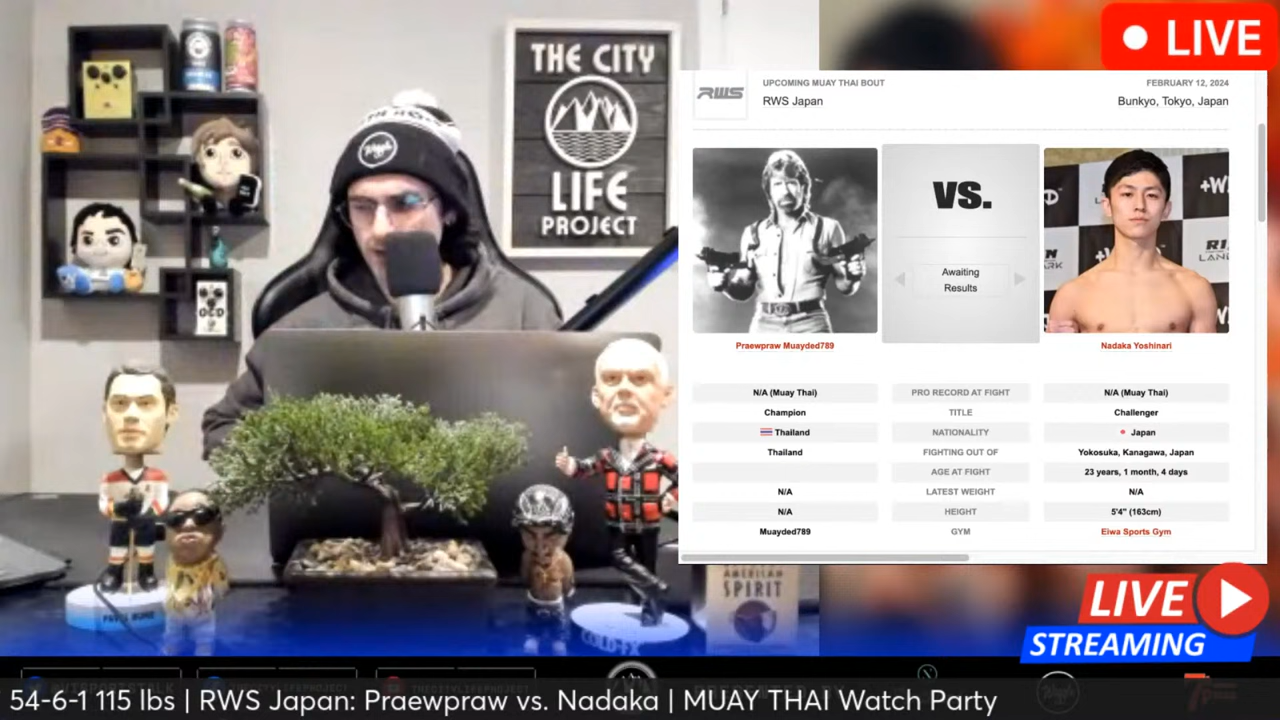 LIVE
THE CITY
LIFE
PROJECT
RWS
UPCOMING MUAY THAI BOUT
FEBRUARY 12, 2024
RWS Japan
Bunkyo, Tokyo, Japan
VS.
Awaiting
Results
Praewpraw Muayded789
Nadaka Yoshinari
N/A (Muay Thai)
PRO RECORD AT FIGHT
N/A (Muay Thai)
Champion
TITLE
Challenger
Thailand
NATIONALITY
Japan
Thailand
FIGHTING OUT OF
Yokosuka, Kanagawa, Japan
AGE AT FIGHT
23 years, 1 month, 4 days
N/A
LATEST WEIGHT
N/A
N/A
HEIGHT
5'4" (163cm)
Muayded789
GYM
Eiwa Sports Gym
OCD
AMERICAN
SPIRIT
COLD-FX
LIVE
STREAMING
54-6-1 115 lbs | RWS Japan: Praewpraw vs. Nadaka | MUAY THAI Watch Party